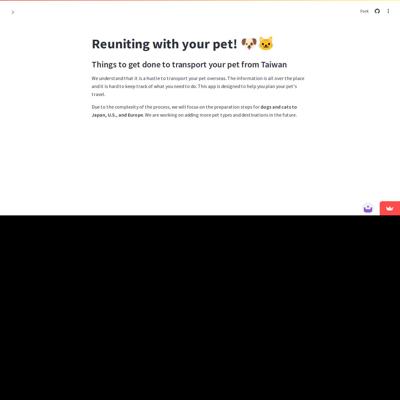 Fork
Reuniting with your pet! 🐶🐱
Things to get done to transport your pet from Taiwan
We understand that it is a hustle to transport your pet overseas. The information is all over the place
and it is hard to keep track of what you need to do. This app is designed to help you plan your pet's
travel.
Due to the complexity of the process, we will focus on the preparation steps for dogs and cats to
Japan, U.S., and Europe. We are working on adding more pet types and destinations in the future.